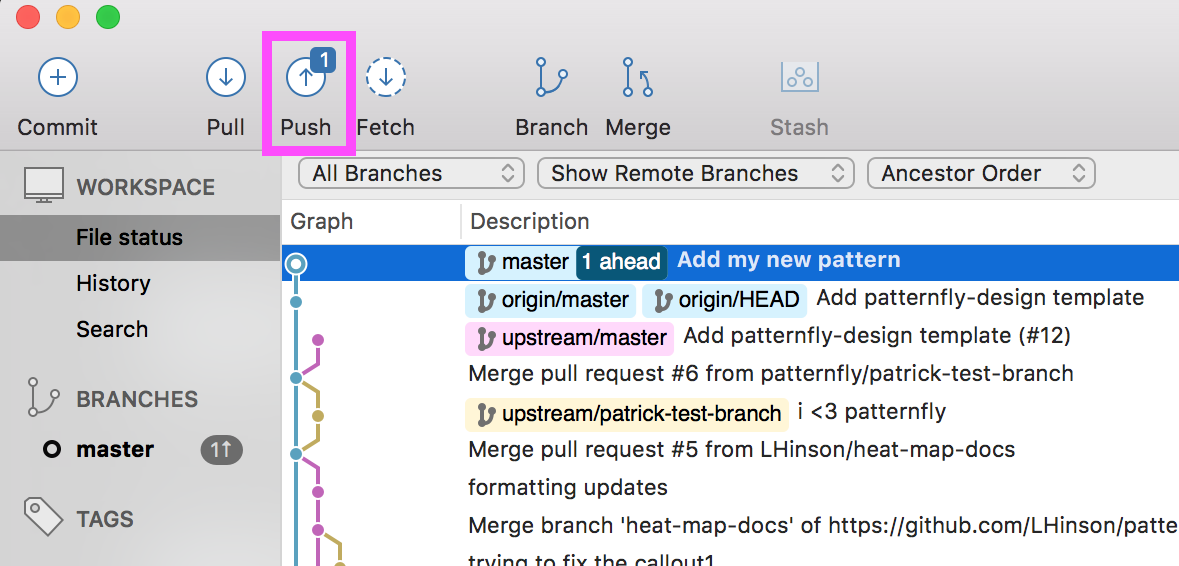 1
Commit Pull Push Fetch Branch Merge Stash
All Branches Show Remote Branches Ancestor Order
WORKSPACE
File status
History
Search
BRANCHES
master 1↑
TAGS
Graph Description
master 1 ahead Add my new pattern
origin/master origin/HEAD Add patternfly-design template
upstream/master Add patternfly-design template (#12)
Merge pull request #6 from patternfly/patrick-test-branch
upstream/patrick-test-branch i <3 patternfly
Merge pull request #5 from LHinson/heat-map-docs
formatting updates
Merge branch 'heat-map-docs' of https://github.com/LHinson/patte
trying to fix the callout1